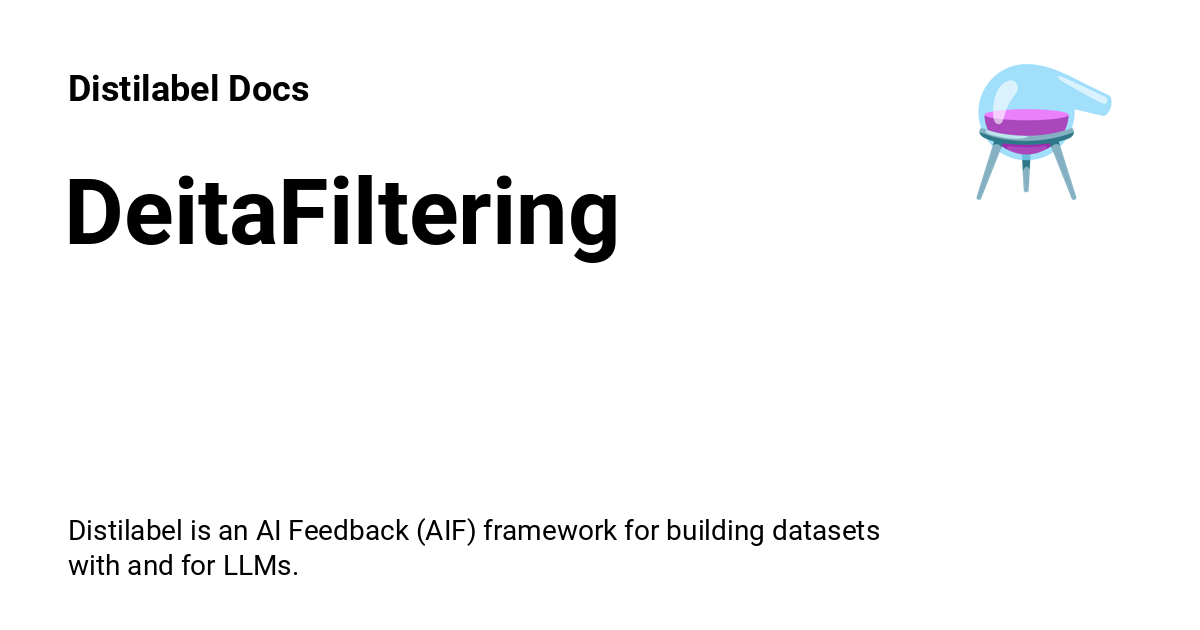 Distilabel Docs
DeitaFiltering
Distilabel is an AI Feedback (AIF) framework for building datasets
with and for LLMs.